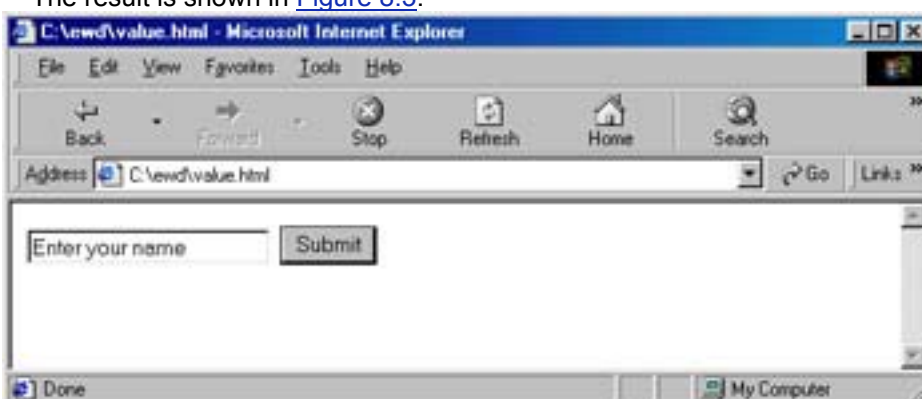 The result is shown in Figure 8.5.
C:\ewd\value.html - Microsoft Internet Explorer
File Edit View Favorites Tools Help
Back Forward Stop Refresh Home Search »
Address C:\ewd\value.html Go Links »
Enter your name Submit
Done My Computer